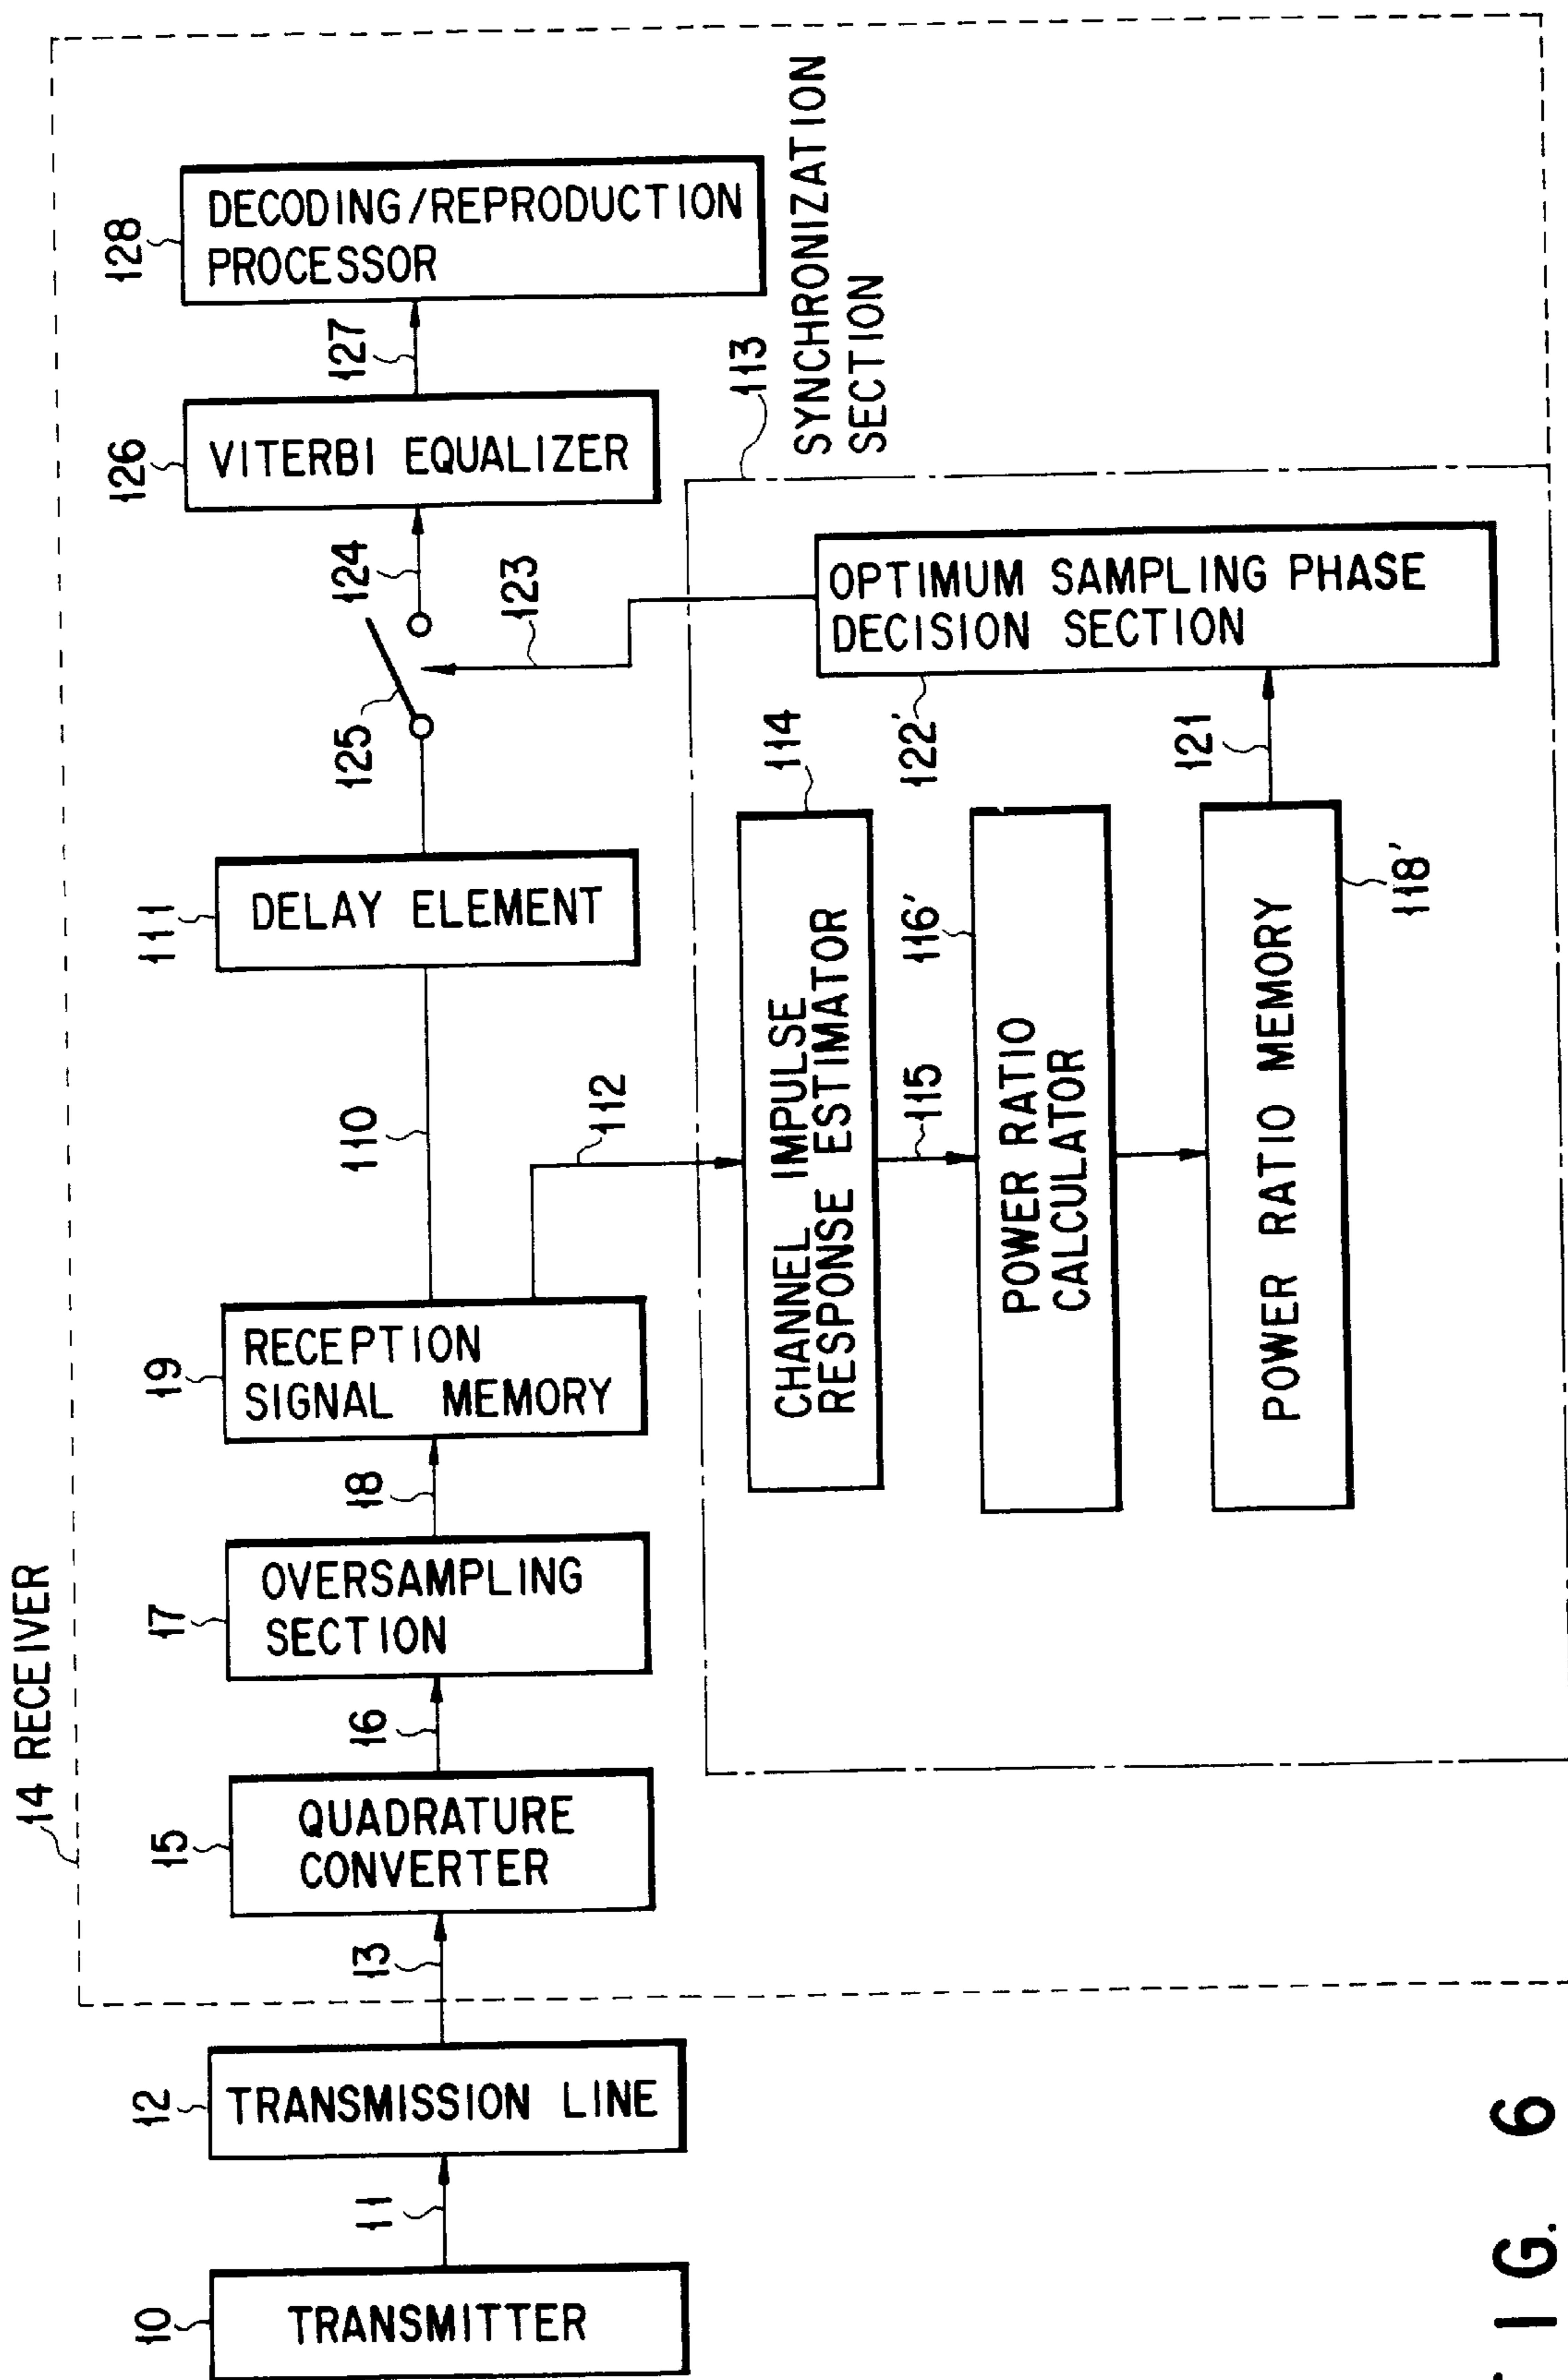 14 RECEIVER
10
TRANSMITTER
11
12
TRANSMISSION LINE
13
15
QUADRATURE
CONVERTER
16
17
OVERSAMPLING
SECTION
18
19
RECEPTION
SIGNAL MEMORY
110
112
111
DELAY ELEMENT
125
123
124
126
VITERBI EQUALIZER
127
128
DECODING/REPRODUCTION
PROCESSOR
113
SYNCHRONIZATION
SECTION
114
CHANNEL IMPULSE
RESPONSE ESTIMATOR
115
116'
POWER RATIO
CALCULATOR
POWER RATIO MEMORY
118'
121
122'
OPTIMUM SAMPLING PHASE
DECISION SECTION
IG. 6